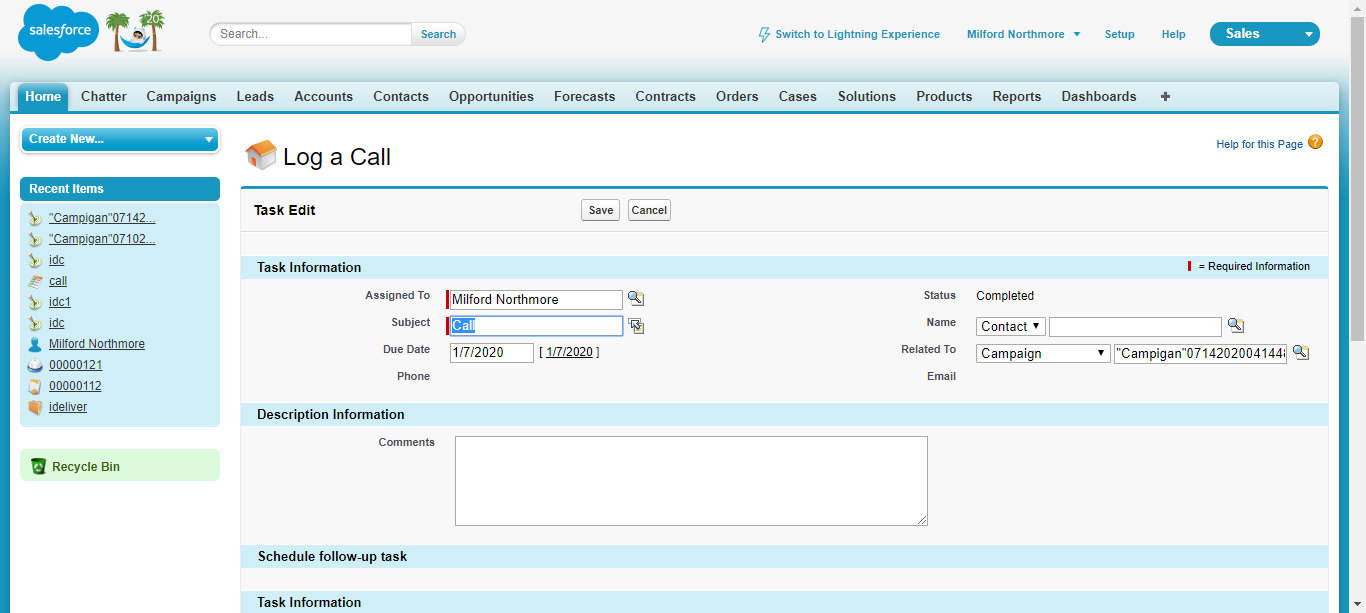 salesforce
20
Search...
Search
Switch to Lightning Experience
Milford Northmore
Setup
Help
Sales
Home Chatter Campaigns Leads Accounts Contacts Opportunities Forecasts Contracts Orders Cases Solutions Products Reports Dashboards +
Create New...
Recent Items
"Campigan"07142...
"Campigan"07102...
idc
call
idc1
idc
Milford Northmore
00000121
00000112
ideliver
Recycle Bin
Log a Call
Help for this Page ?
Task Edit
Save Cancel
Task Information
= Required Information
Assigned To Milford Northmore
Status Completed
Subject Call
Name Contact
Due Date 1/7/2020 [ 1/7/2020 ]
Related To Campaign "Campigan"0714202004144
Phone
Email
Description Information
Comments
Schedule follow-up task
Task Information